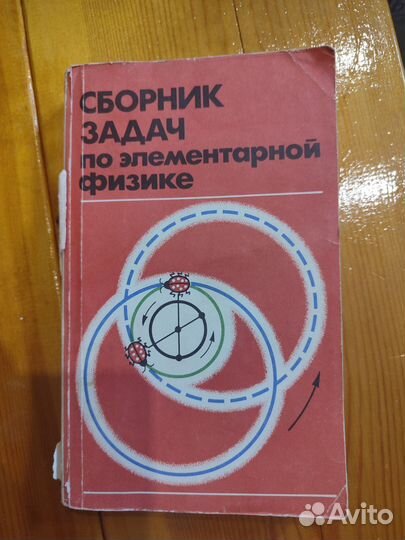 СБОРНИК
ЗАДАЧ
по элементарной
физике
Avito